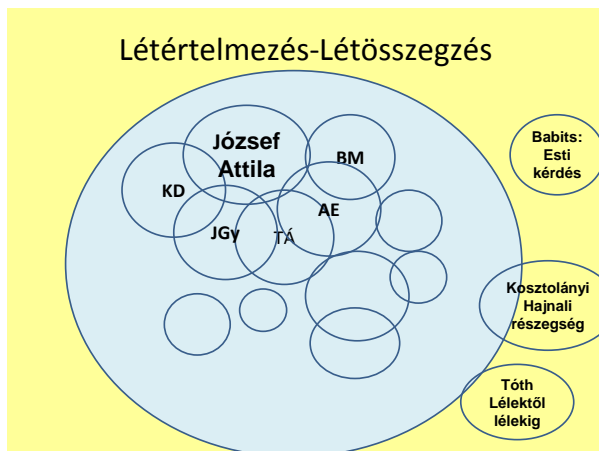 Létértelmezés-Létösszegzés
József
Attila
BM
KD
AE
JGy
TÁ
Babits:
Esti
kérdés
Kosztolányi
Hajnali
részegség
Tóth
Lélektől
lélekig